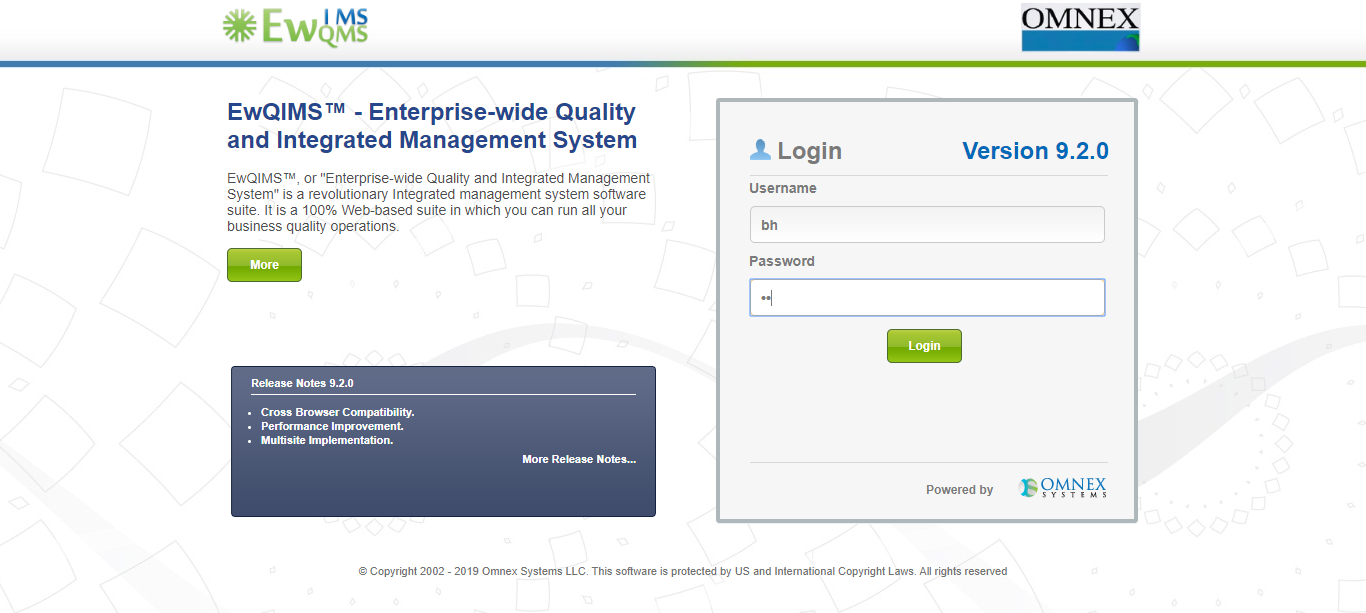 EwIMS
QMS
OMNEX
EwQIMS™ - Enterprise-wide Quality
and Integrated Management System
EwQIMS™, or "Enterprise-wide Quality and Integrated Management
System" is a revolutionary Integrated management system software
suite. It is a 100% Web-based suite in which you can run all your
business quality operations.
More
Release Notes 9.2.0
Cross Browser Compatibility.
Performance Improvement.
Multisite Implementation.
More Release Notes...
Login
Version 9.2.0
Username
bh
Password
••
Login
Powered by
OMNEX
SYSTEMS
© Copyright 2002 - 2019 Omnex Systems LLC. This software is protected by US and International Copyright Laws. All rights reserved